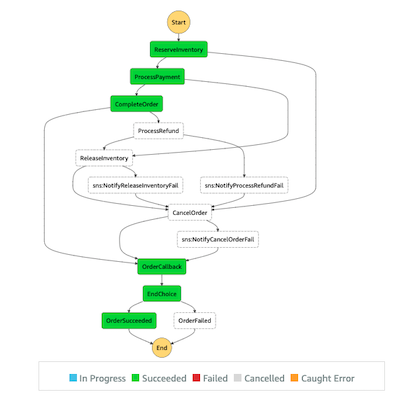 Start
ReserveInventory
ProcessPayment
CompleteOrder
ProcessRefund
ReleaseInventory
sns:NotifyReleaseInventoryFail
sns:NotifyProcessRefundFail
CancelOrder
sns:NotifyCancelOrderFail
OrderCallback
EndChoice
OrderSucceeded
OrderFailed
End
In Progress
Succeeded
Failed
Cancelled
Caught Error